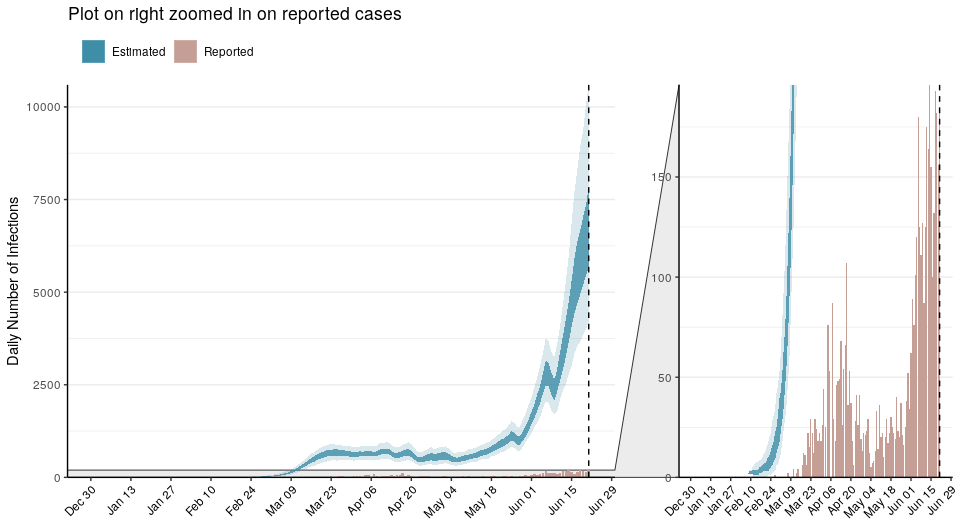 Plot on right zoomed in on reported cases
Estimated Reported
Daily Number of Infections
10000
7500
5000
2500
0
Dec 30 Jan 13 Jan 27 Feb 10 Feb 24 Mar 09 Mar 23 Apr 06 Apr 20 May 04 May 18 Jun 01 Jun 15 Jun 29
150
100
50
0
Dec 30 Jan 13 Jan 27 Feb 10 Feb 24 Mar 09 Mar 23 Apr 06 Apr 20 May 04 May 18 Jun 01 Jun 15 Jun 29